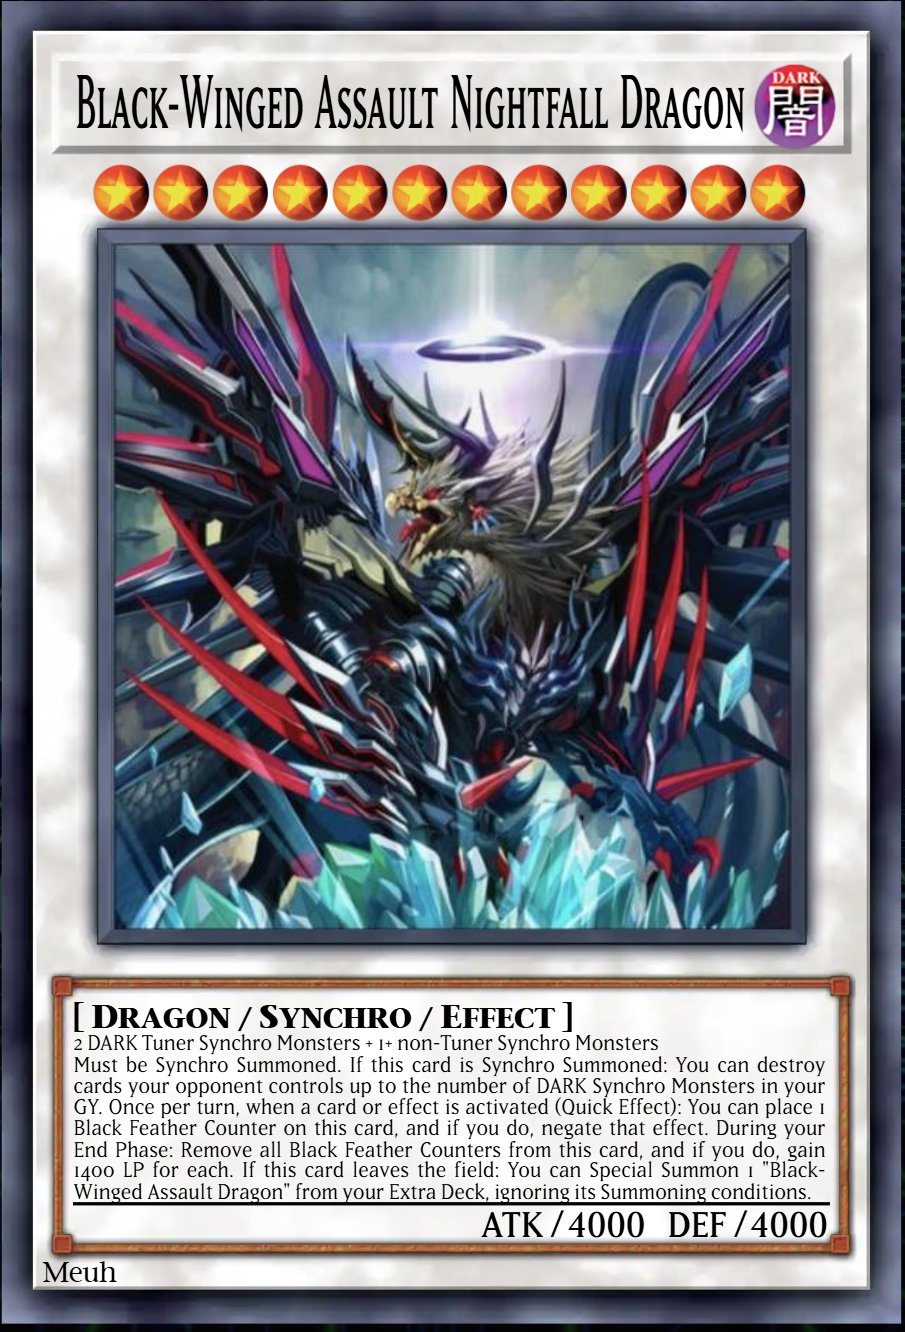 BLACK-WINGED ASSAULT NIGHTFALL DRAGON
DARK
闇
[ DRAGON / SYNCHRO / EFFECT ]
2 DARK Tuner Synchro Monsters + 1+ non-Tuner Synchro Monsters
Must be Synchro Summoned. If this card is Synchro Summoned: You can destroy
cards your opponent controls up to the number of DARK Synchro Monsters in your
GY. Once per turn, when a card or effect is activated (Quick Effect): You can place 1
Black Feather Counter on this card, and if you do, negate that effect. During your
End Phase: Remove all Black Feather Counters from this card, and if you do, gain
1400 LP for each. If this card leaves the field: You can Special Summon 1 "Black-
Winged Assault Dragon" from your Extra Deck, ignoring its Summoning conditions.
ATK / 4000 DEF / 4000
Meuh